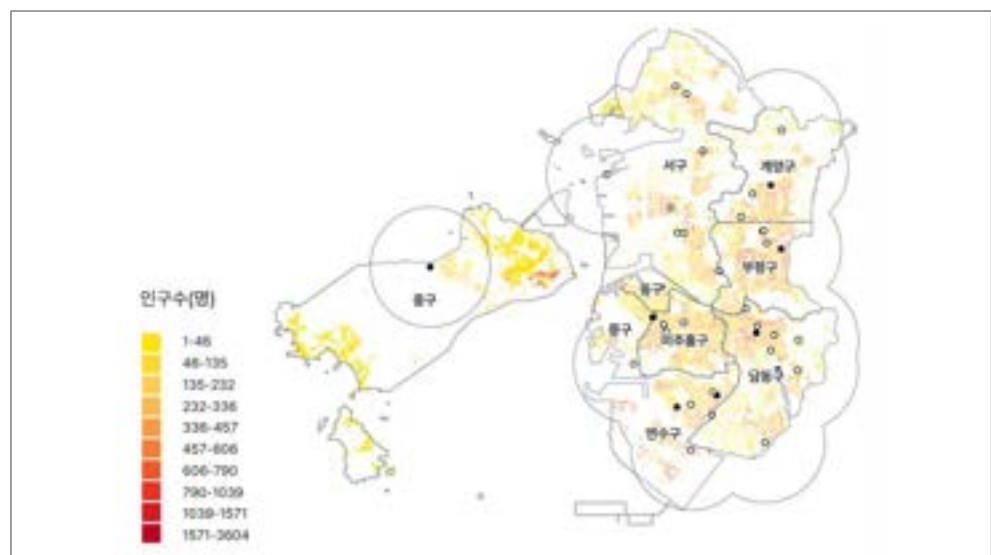 서구
계양구
부평구
중구
동구
중구
미추홀구
남동구
연수구
인구수(명)
1-46
46-135
135-232
232-336
336-457
457-606
606-790
790-1039
1039-1571
1571-3604